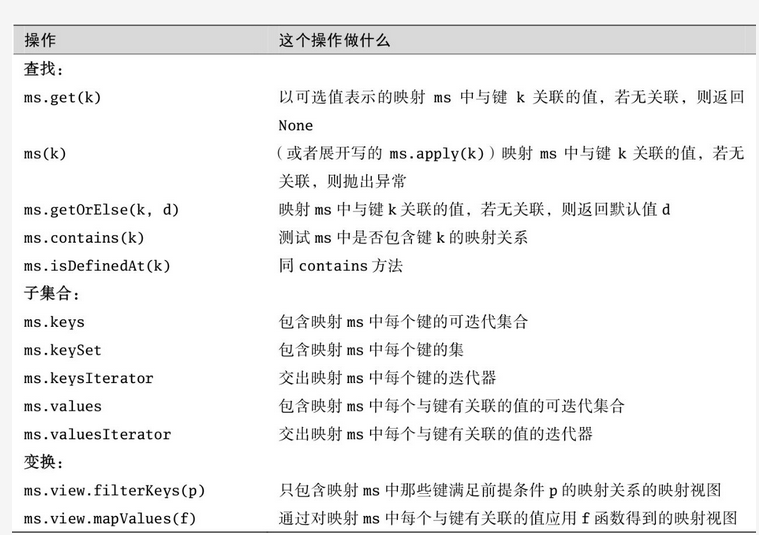 操作 这个操作做什么
查找：
ms.get(k) 以可选值表示的映射 ms 中与键 k 关联的值，若无关联，则返回
None
ms(k) （或者展开写的 ms.apply(k)）映射 ms 中与键 k 关联的值，若无
关联，则抛出异常
ms.getOrElse(k, d) 映射 ms 中与键 k 关联的值，若无关联，则返回默认值 d
ms.contains(k) 测试 ms 中是否包含键 k 的映射关系
ms.isDefinedAt(k) 同 contains 方法
子集合：
ms.keys 包含映射 ms 中每个键的可迭代集合
ms.keySet 包含映射 ms 中每个键的集
ms.keysIterator 交出映射 ms 中每个键的迭代器
ms.values 包含映射 ms 中每个与键有关联的值的可迭代集合
ms.valuesIterator 交出映射 ms 中每个与键有关联的值的迭代器
变换：
ms.view.filterKeys(p) 只包含映射 ms 中那些键满足前提条件 p 的映射关系的映射视图
ms.view.mapValues(f) 通过对映射 ms 中每个与键有关联的值应用 f 函数得到的映射视图